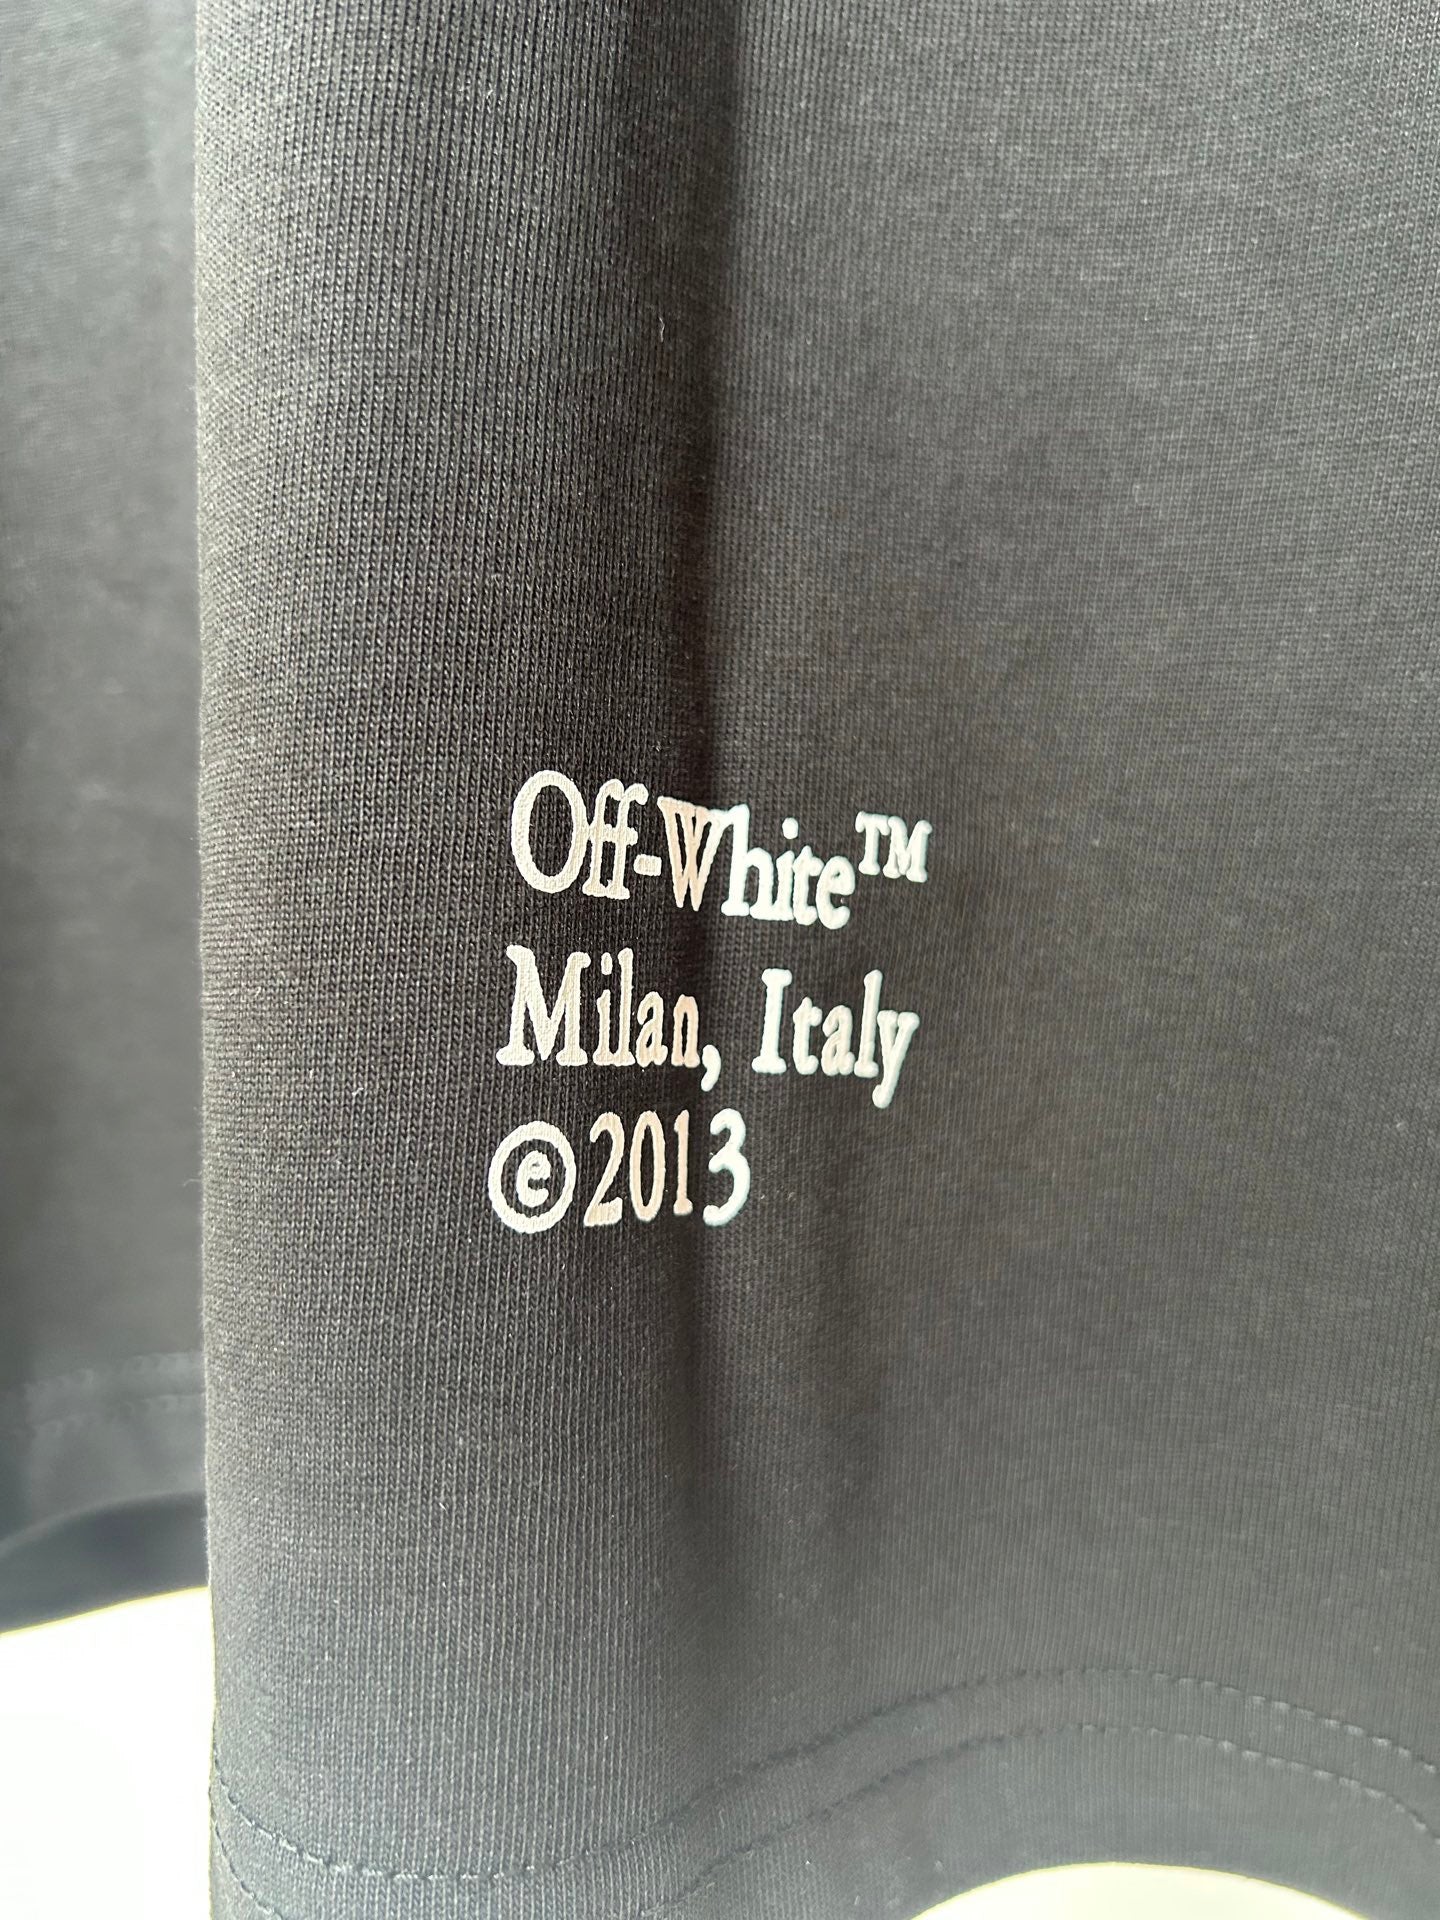 Off-White™
Milan, Italy
©2013